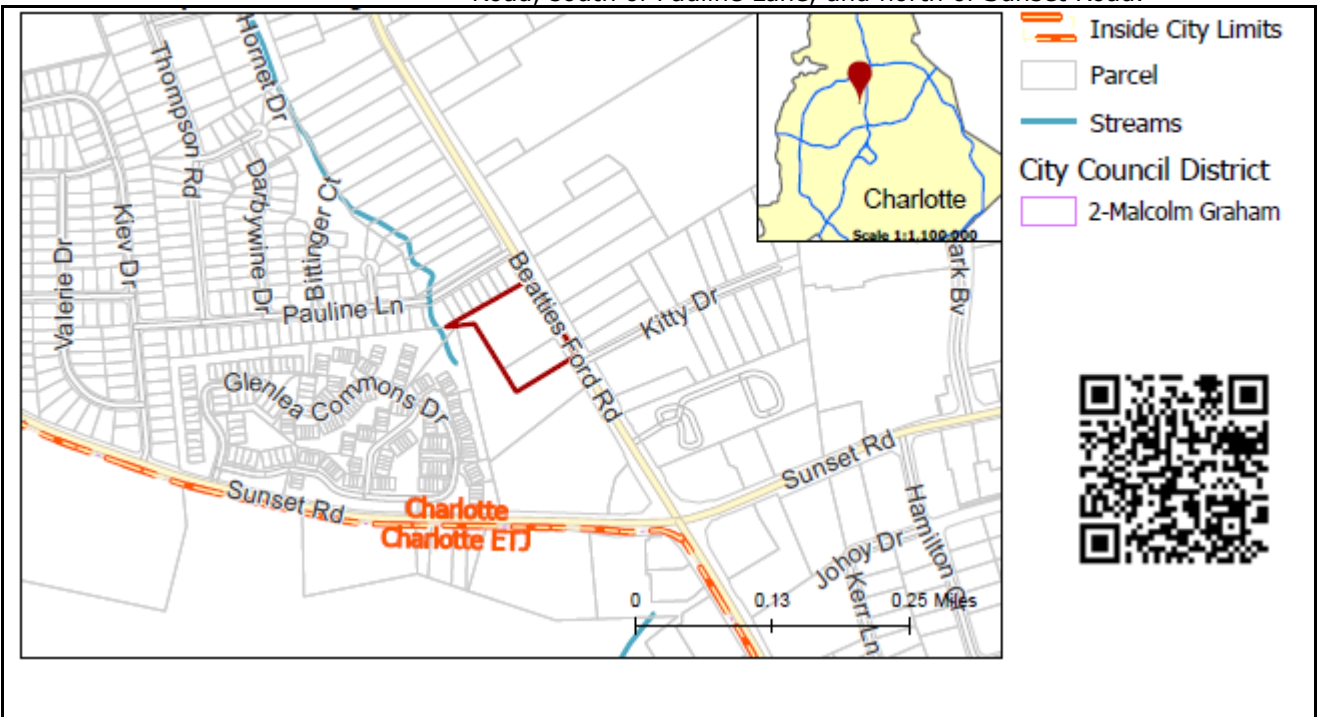 Road, south of Pauline Lane, and north of Sunset Road.
Inside City Limits
Parcel
Streams
City Council District
2-Malcolm Graham
Charlotte
Scale 1:1,100,000
Thompson Rd
Hornet Dr
Darbywine Dr
Bittinger Ct
Kiev Dr
Valerie Dr
Pauline Ln
Beatties Ford Rd
Kitty Dr
ark Bv
Glenlea Commons Dr
Sunset Rd
Sunset Rd
Charlotte
Charlotte ETJ
Hamilton Cr
Johoy Dr
Kerr Ln
0
0.13
0.25 Miles